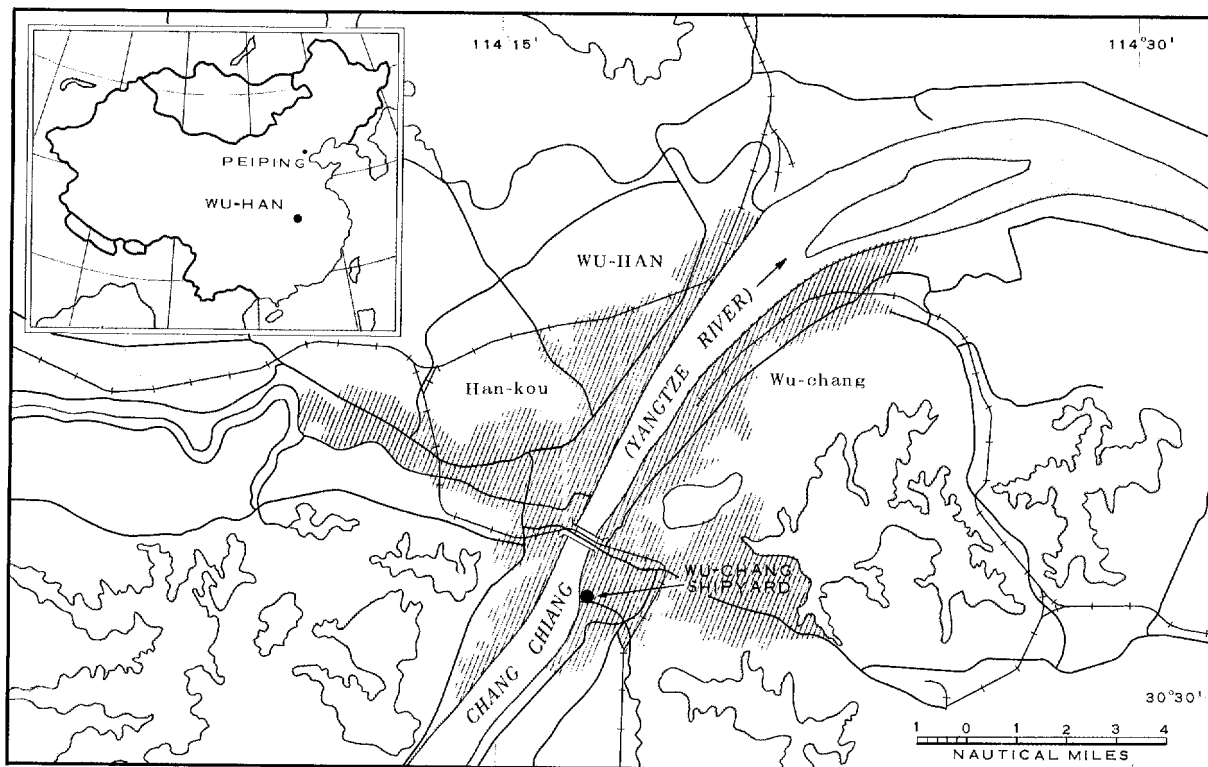 114°15'
114°30'
PEIPING
WU-HAN
WU-HAN
Han-kou
(YANGTZE RIVER)
Wu-chang
WU-CHANG
SHIPYARD
CHANG CHIANG
30°30'
1 0 1 2 3 4
NAUTICAL MILES